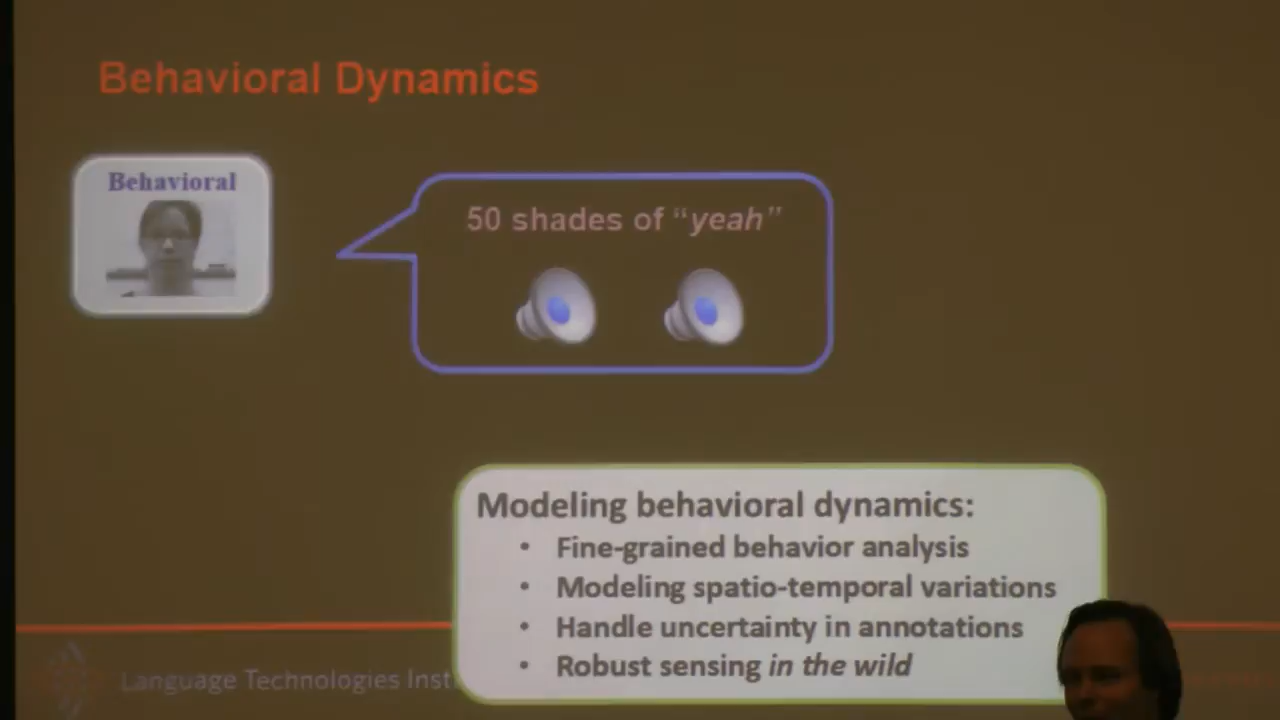 Behavioral Dynamics
Behavioral
50 shades of “yeah”
Modeling behavioral dynamics:
• Fine-grained behavior analysis
• Modeling spatio-temporal variations
• Handle uncertainty in annotations
• Robust sensing in the wild
Language Technologies Inst